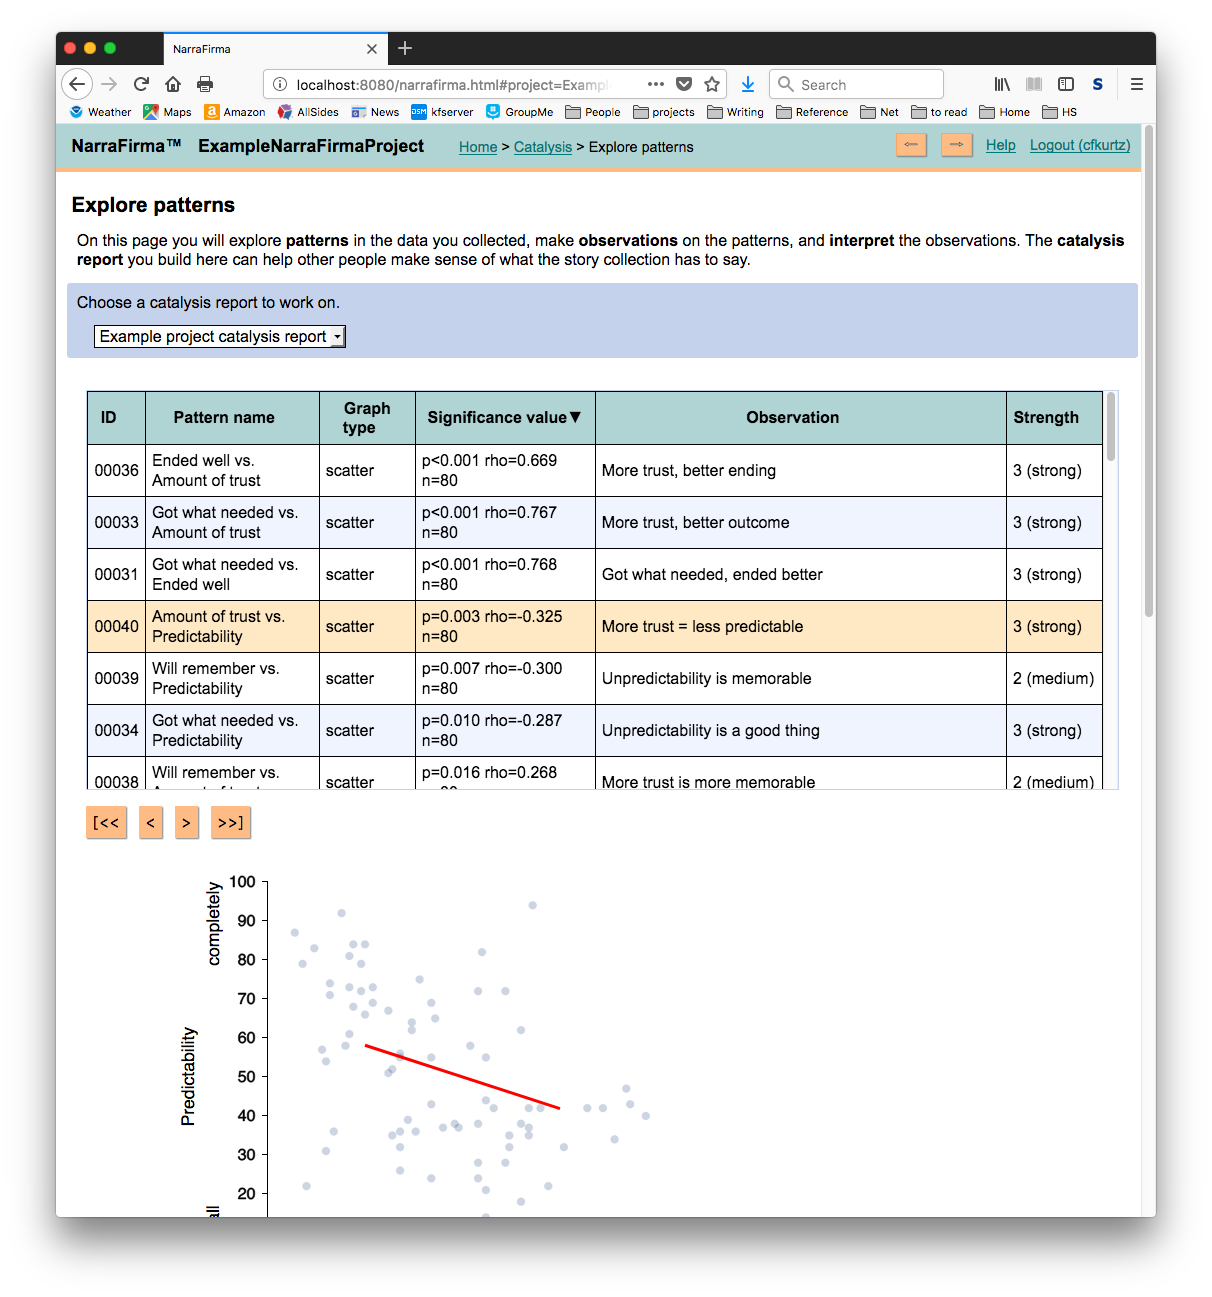 NarraFirma
localhost:8080/narrafirma.html#project=Exampl
Search
Weather Maps Amazon AllSides News kfserver GroupMe People projects Writing Reference Net to read Home HS
NarraFirma™ ExampleNarraFirmaProject Home > Catalysis > Explore patterns Help Logout (cfkurtz)
Explore patterns
On this page you will explore patterns in the data you collected, make observations on the patterns, and interpret the observations. The catalysis
report you build here can help other people make sense of what the story collection has to say.
Choose a catalysis report to work on.
Example project catalysis report
ID Pattern name Graph type Significance value▼ Observation Strength
00036 Ended well vs. Amount of trust scatter p<0.001 rho=0.669 n=80 More trust, better ending 3 (strong)
00033 Got what needed vs. Amount of trust scatter p<0.001 rho=0.767 n=80 More trust, better outcome 3 (strong)
00031 Got what needed vs. Ended well scatter p<0.001 rho=0.768 n=80 Got what needed, ended better 3 (strong)
00040 Amount of trust vs. Predictability scatter p=0.003 rho=-0.325 n=80 More trust = less predictable 3 (strong)
00039 Will remember vs. Predictability scatter p=0.007 rho=-0.300 n=80 Unpredictability is memorable 2 (medium)
00034 Got what needed vs. Predictability scatter p=0.010 rho=-0.287 n=80 Unpredictability is a good thing 3 (strong)
00038 Will remember vs. scatter p=0.016 rho=0.268 More trust is more memorable 2 (medium)
[<< < > >>]
completely
Predictability
100
90
80
70
60
50
40
30
20